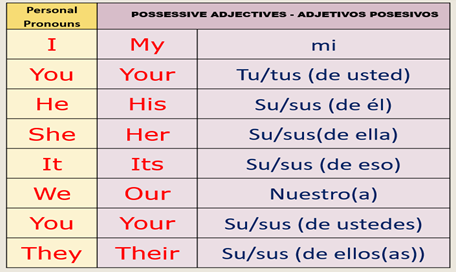 Personal Pronouns POSSESSIVE ADJECTIVES - ADJETIVOS POSESIVOS
I My mi
You Your Tu/tus (de usted)
He His Su/sus (de él)
She Her Su/sus(de ella)
It Its Su/sus (de eso)
We Our Nuestro(a)
You Your Su/sus (de ustedes)
They Their Su/sus (de ellos(as))